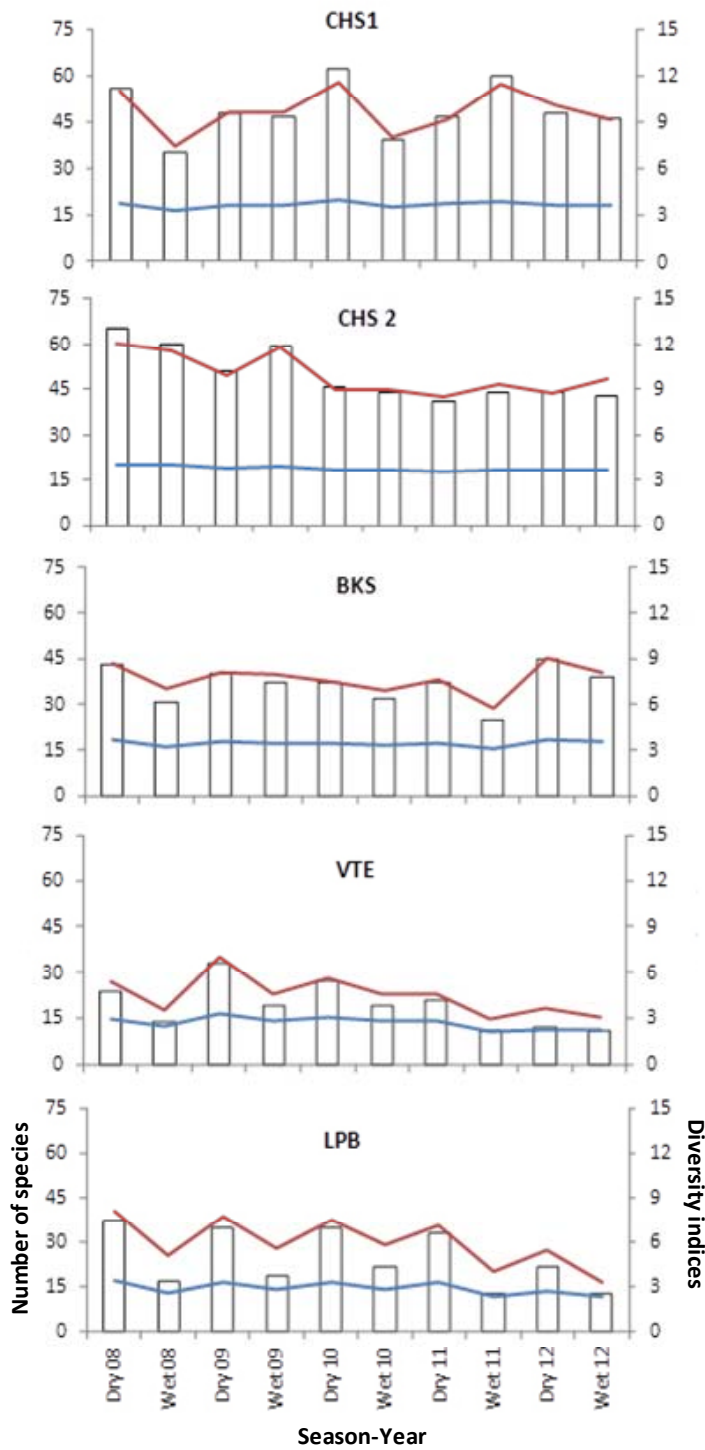 CHS1
75 15
60 12
45 9
30 6
15 3
0 0
CHS 2
75 15
60 12
45 9
30 6
15 3
0 0
BKS
75 15
60 12
45 9
30 6
15 3
0 0
VTE
75 15
60 12
45 9
30 6
15 3
0 0
LPB
75 15
60 12
45 9
30 6
15 3
0 0
Number of species
Diversity indices
Dry 08
Wet 08
Dry 09
Wet 09
Dry 10
Wet 10
Dry 11
Wet 11
Dry 12
Wet 12
Season-Year